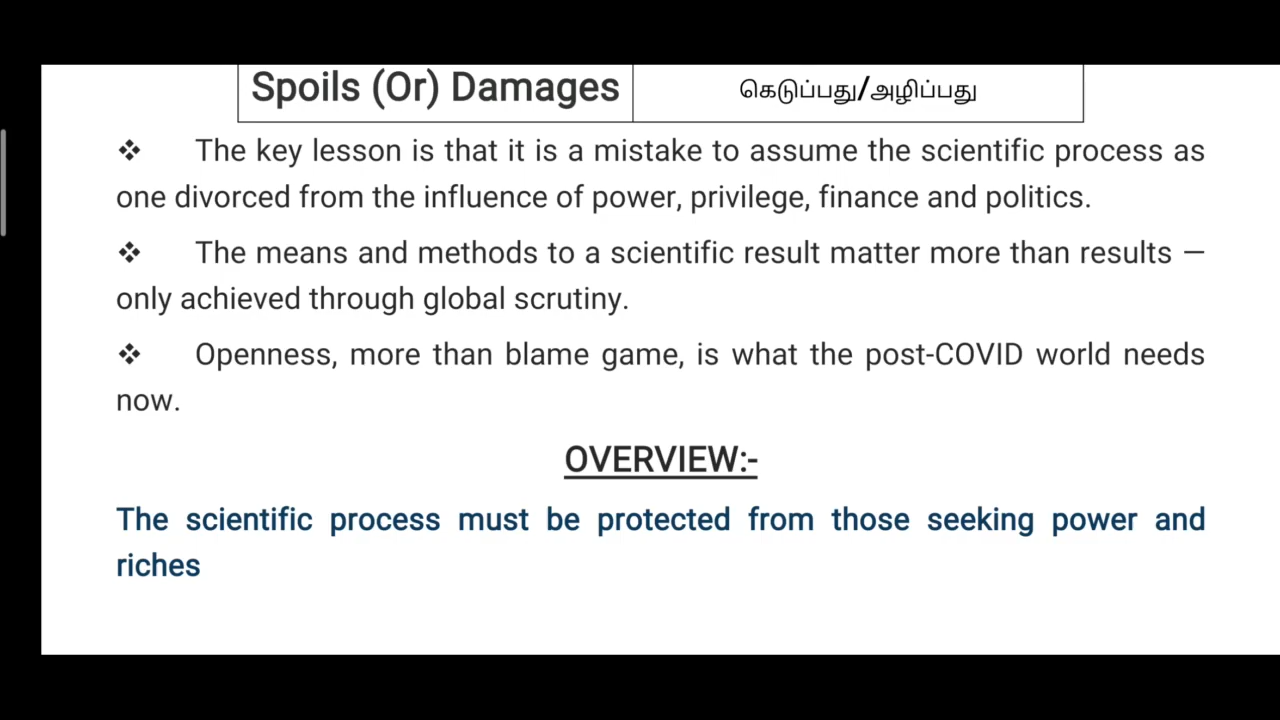 Spoils (Or) Damages கெடுப்பது/அழிப்பது
❖ The key lesson is that it is a mistake to assume the scientific process as
one divorced from the influence of power, privilege, finance and politics.
❖ The means and methods to a scientific result matter more than results —
only achieved through global scrutiny.
❖ Openness, more than blame game, is what the post-COVID world needs
now.
OVERVIEW:-
The scientific process must be protected from those seeking power and
riches